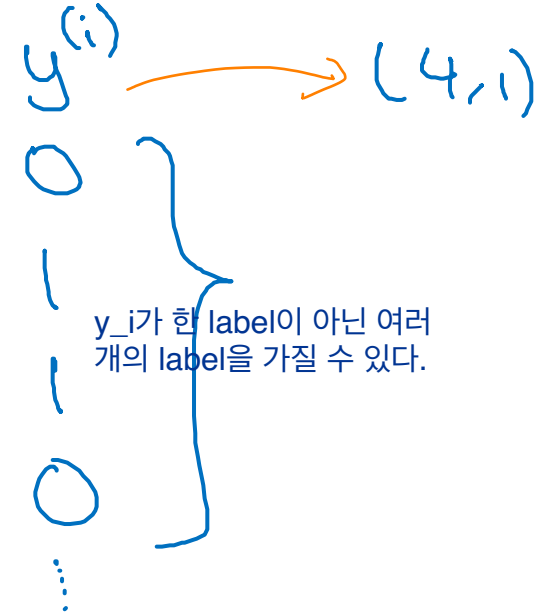 y^(i) → (4,1)
0
1
y_i가 한 label이 아닌 여러
개의 label을 가질 수 있다.
1
0
⋮